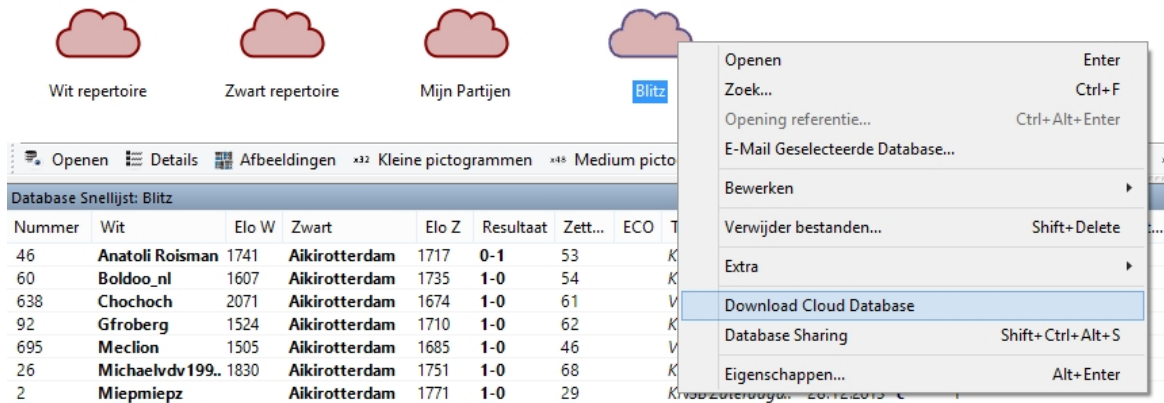 Wit repertoire Zwart repertoire Mijn Partijen Blitz
Openen Enter
Zoek... Ctrl+F
Opening referentie... Ctrl+Alt+Enter
E-Mail Geselecteerde Database...
Bewerken
Verwijder bestanden... Shift+Delete
Extra
Download Cloud Database
Database Sharing Shift+Ctrl+Alt+S
Eigenschappen... Alt+Enter
Openen Details Afbeeldingen x32 Kleine pictogrammen x48 Medium picto
Database Snellijst: Blitz
Nummer Wit Elo W Zwart Elo Z Resultaat Zett... ECO T
46 Anatoli Roisman 1741 Aikirotterdam 1717 0-1 53 K
60 Boldoo_nl 1607 Aikirotterdam 1735 1-0 54 K
638 Chochoch 2071 Aikirotterdam 1674 1-0 61 V
92 Gfroberg 1524 Aikirotterdam 1710 1-0 62 K
695 Meclion 1505 Aikirotterdam 1685 1-0 46 V
26 Michaelvdv199.. 1830 Aikirotterdam 1751 1-0 68 K
2 Miepmiepz Aikirotterdam 1771 1-0 29